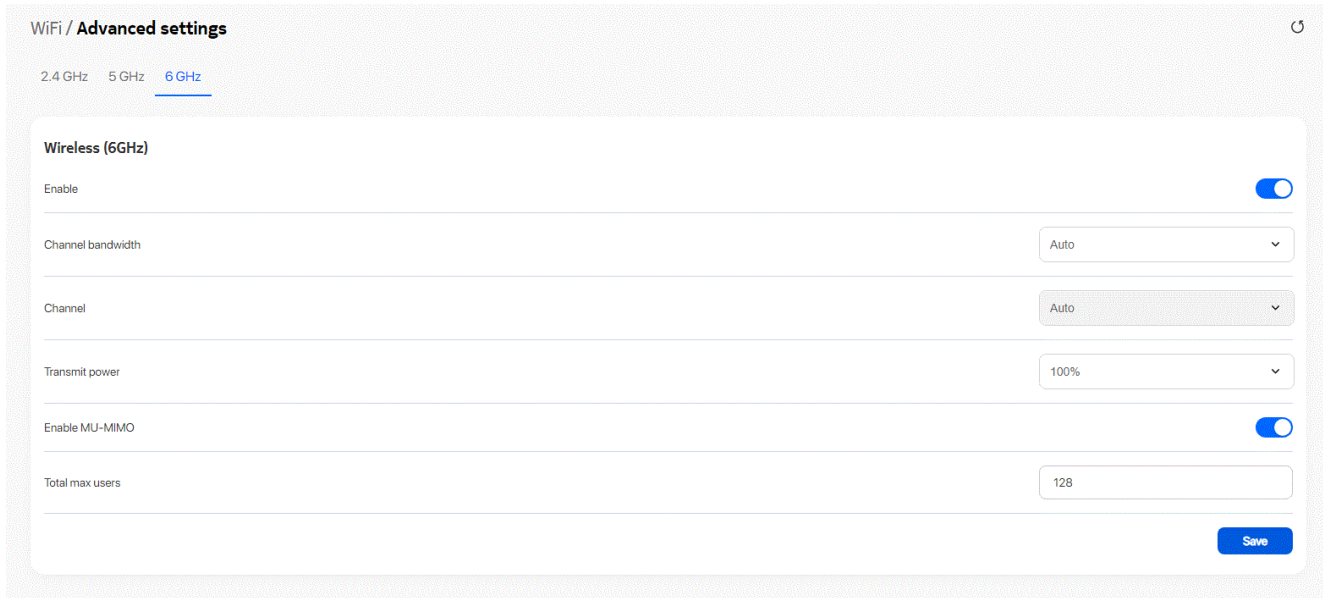 WiFi / Advanced settings
2.4 GHz 5 GHz 6 GHz
Wireless (6GHz)
Enable
Channel bandwidth Auto
Channel Auto
Transmit power 100%
Enable MU-MIMO
Total max users 128
Save